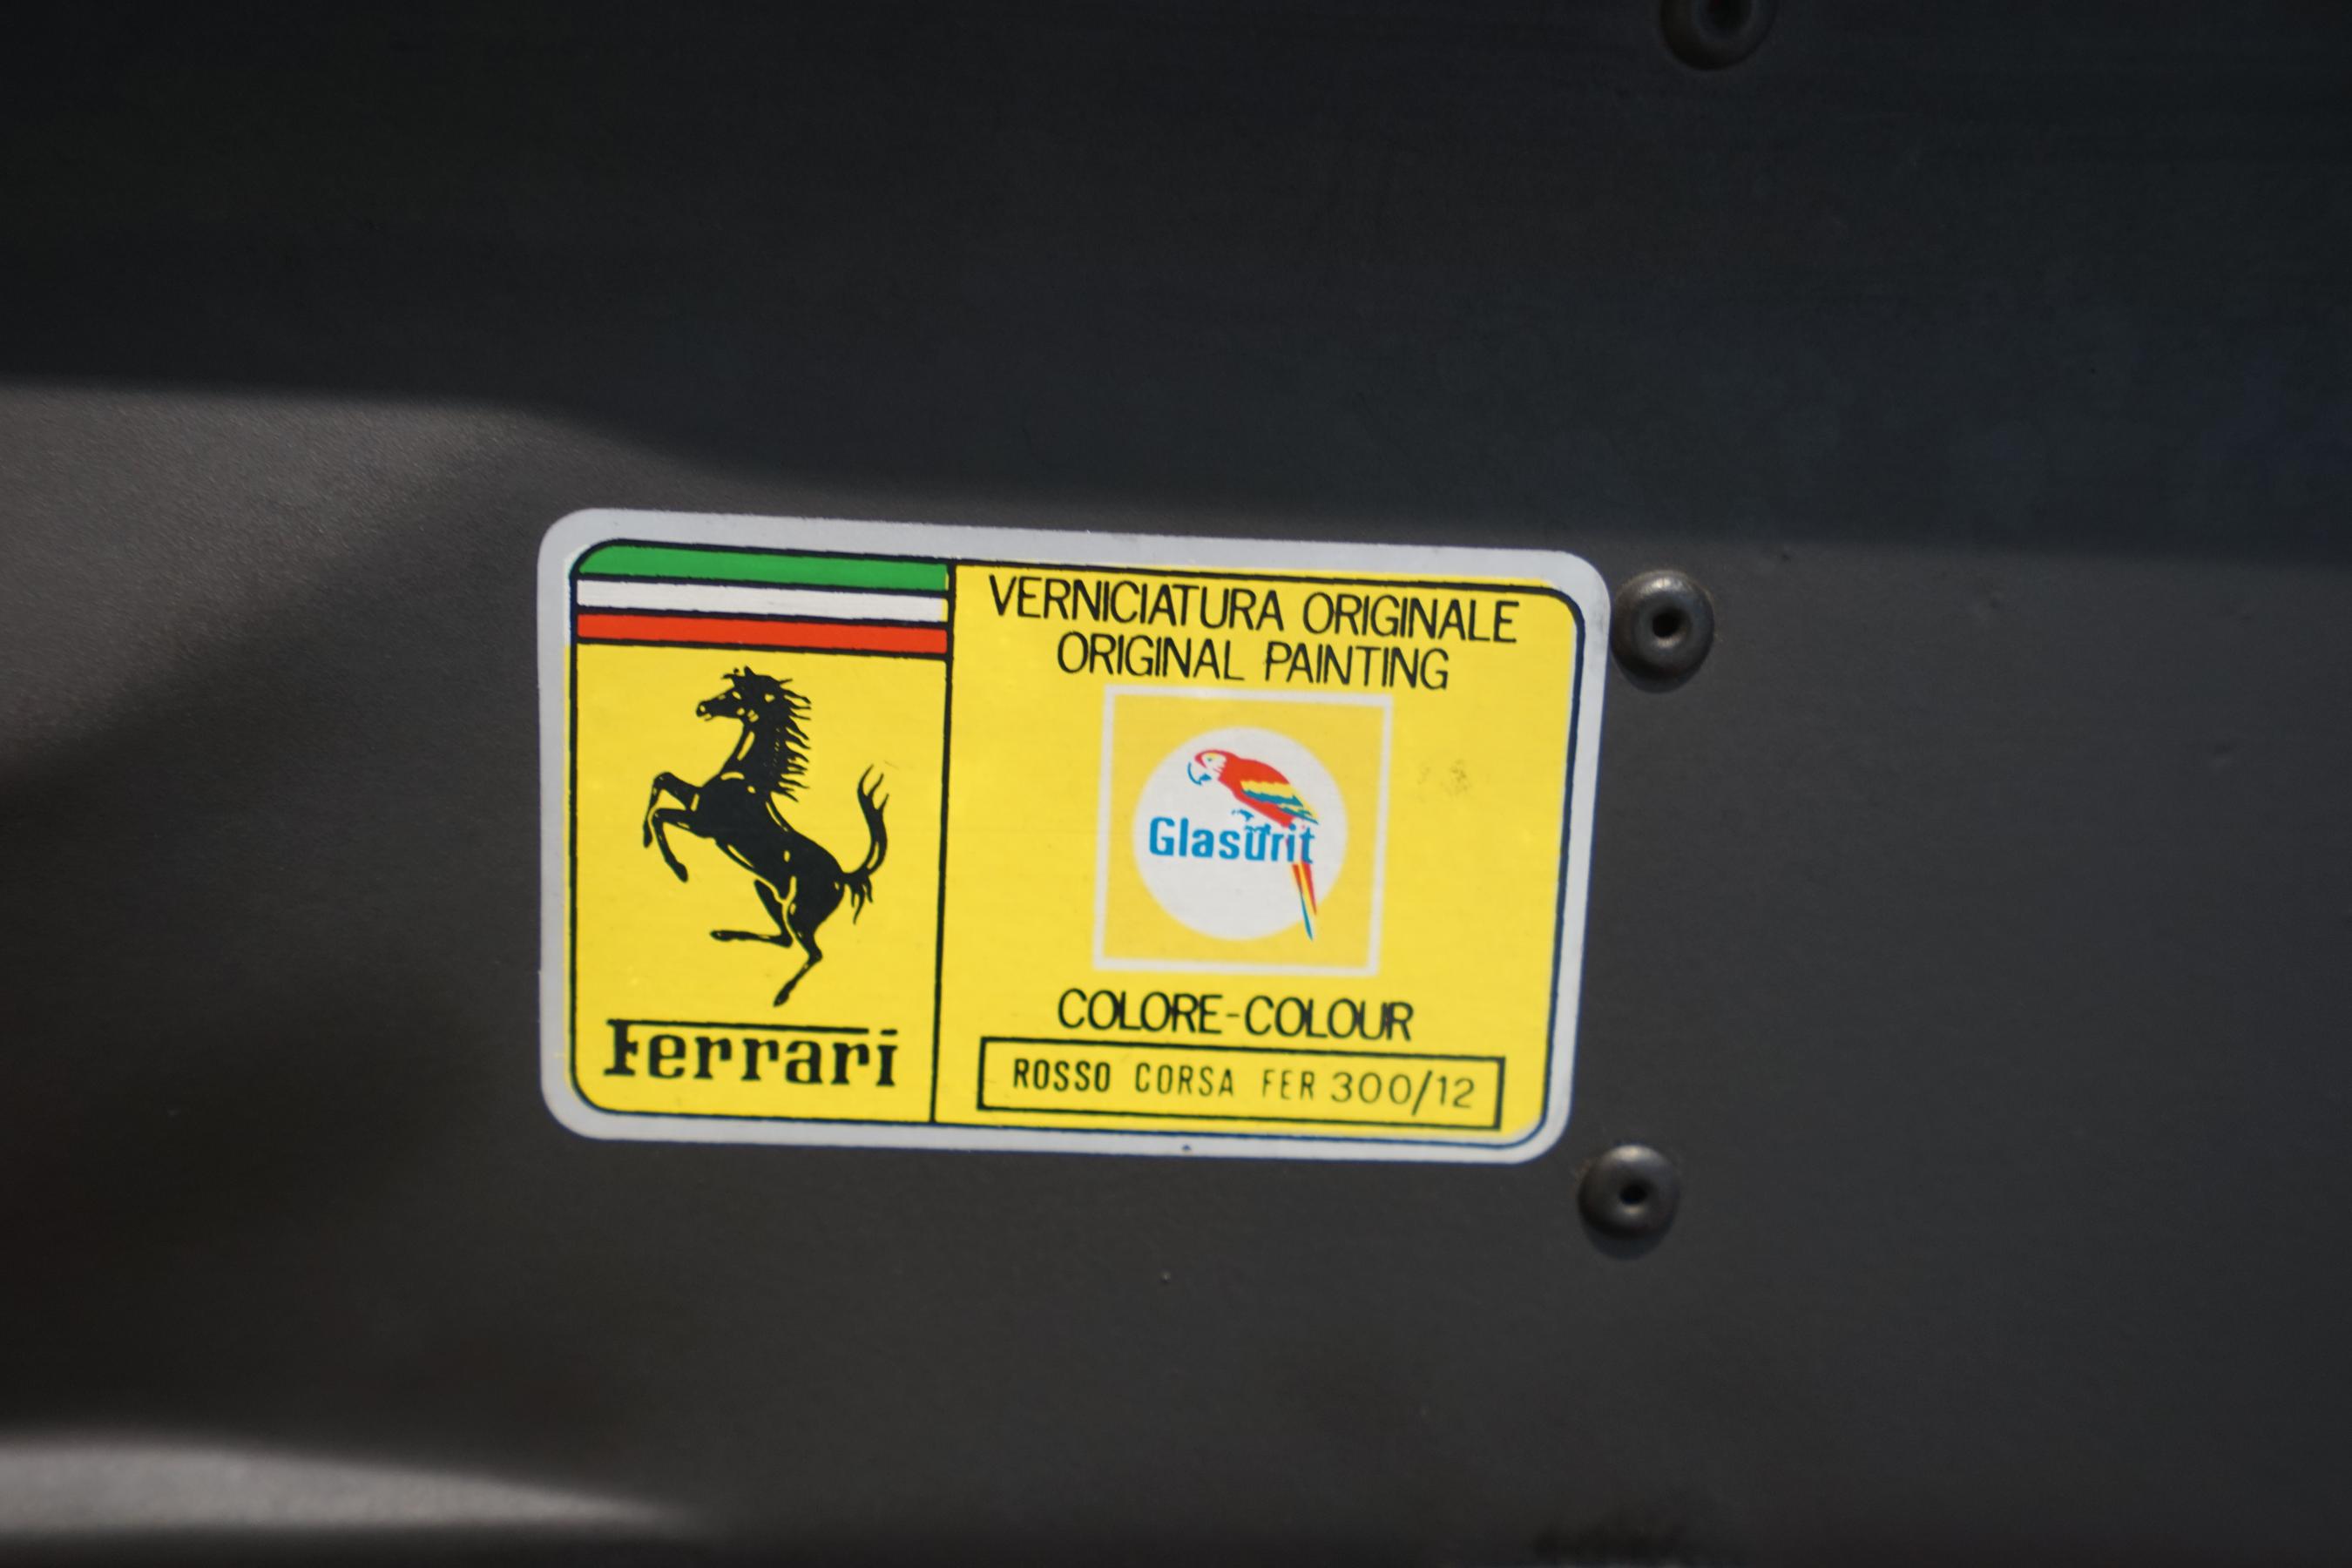 VERNICIATURA ORIGINALE
ORIGINAL PAINTING
Glasurit
COLORE-COLOUR
ROSSO CORSA FER 300/12
Ferrari